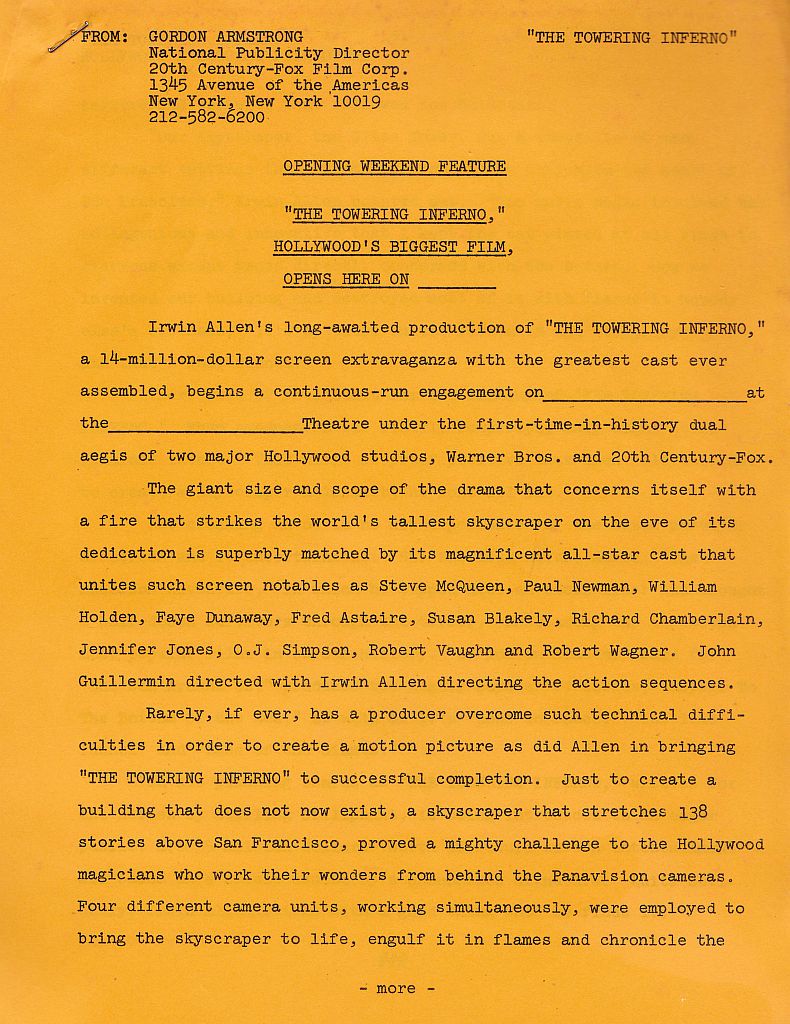 FROM: GORDON ARMSTRONG "THE TOWERING INFERNO"
National Publicity Director
20th Century-Fox Film Corp.
1345 Avenue of the Americas
New York, New York 10019
212-582-6200
OPENING WEEKEND FEATURE
"THE TOWERING INFERNO,"
HOLLYWOOD'S BIGGEST FILM,
OPENS HERE ON ________
Irwin Allen's long-awaited production of "THE TOWERING INFERNO,"
a 14-million-dollar screen extravaganza with the greatest cast ever
assembled, begins a continuous-run engagement on_____________________at
the____________________Theatre under the first-time-in-history dual
aegis of two major Hollywood studios, Warner Bros. and 20th Century-Fox.
The giant size and scope of the drama that concerns itself with
a fire that strikes the world's tallest skyscraper on the eve of its
dedication is superbly matched by its magnificent all-star cast that
unites such screen notables as Steve McQueen, Paul Newman, William
Holden, Faye Dunaway, Fred Astaire, Susan Blakely, Richard Chamberlain,
Jennifer Jones, O.J. Simpson, Robert Vaughn and Robert Wagner. John
Guillermin directed with Irwin Allen directing the action sequences.
Rarely, if ever, has a producer overcome such technical diffi-
culties in order to create a motion picture as did Allen in bringing
"THE TOWERING INFERNO" to successful completion. Just to create a
building that does not now exist, a skyscraper that stretches 138
stories above San Francisco, proved a mighty challenge to the Hollywood
magicians who work their wonders from behind the Panavision cameras.
Four different camera units, working simultaneously, were employed to
bring the skyscraper to life, engulf it in flames and chronicle the
- more -